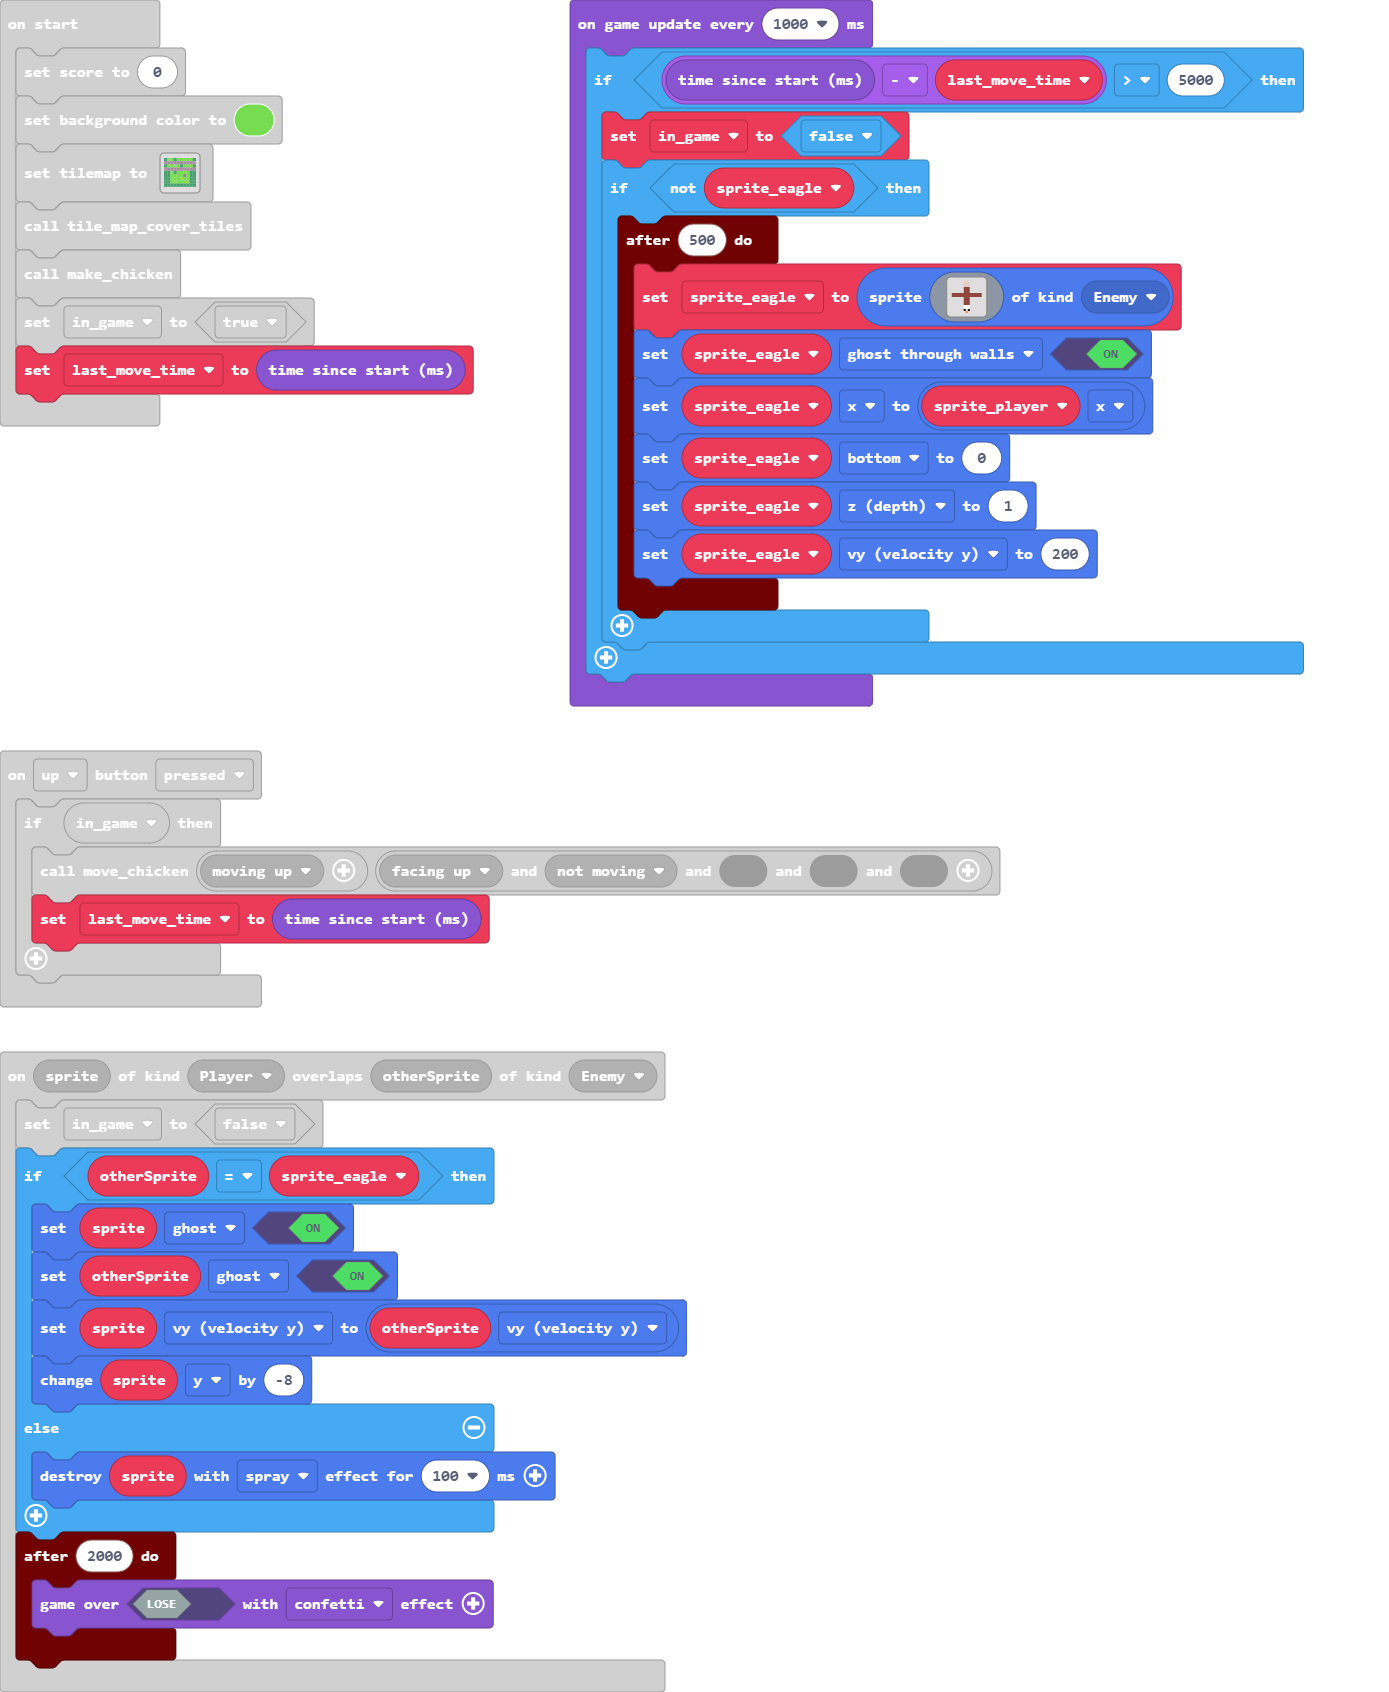 on start
set score to 0
set background color to
set tilemap to
call tile_map_cover_tiles
call make_chicken
set in_game to true
set last_move_time to time since start (ms)
on game update every 1000 ms
if time since start (ms) - last_move_time > 5000 then
set in_game to false
if not sprite_eagle then
after 500 do
set sprite_eagle to sprite of kind Enemy
set sprite_eagle ghost through walls ON
set sprite_eagle x to sprite_player x
set sprite_eagle bottom to 0
set sprite_eagle z (depth) to 1
set sprite_eagle vy (velocity y) to 200
on up button pressed
if in_game then
call move_chicken moving up facing up and not moving and and and
set last_move_time to time since start (ms)
on sprite of kind Player overlaps otherSprite of kind Enemy
set in_game to false
if otherSprite = sprite_eagle then
set sprite ghost ON
set otherSprite ghost ON
set sprite vy (velocity y) to otherSprite vy (velocity y)
change sprite y by -8
else
destroy sprite with spray effect for 100 ms
after 2000 do
game over LOSE with confetti effect